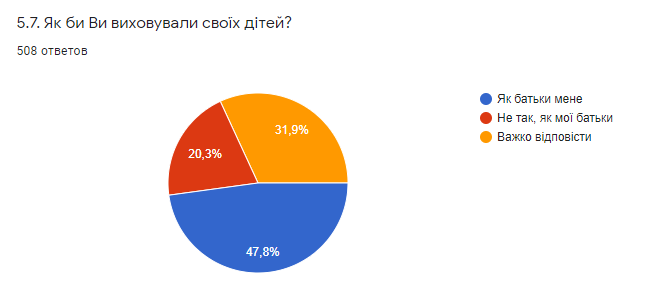 5.7. Як би Ви виховували своїх дітей?
508 ответов
Як батьки мене
Не так, як мої батьки
Важко відповісти
31,9%
20,3%
47,8%